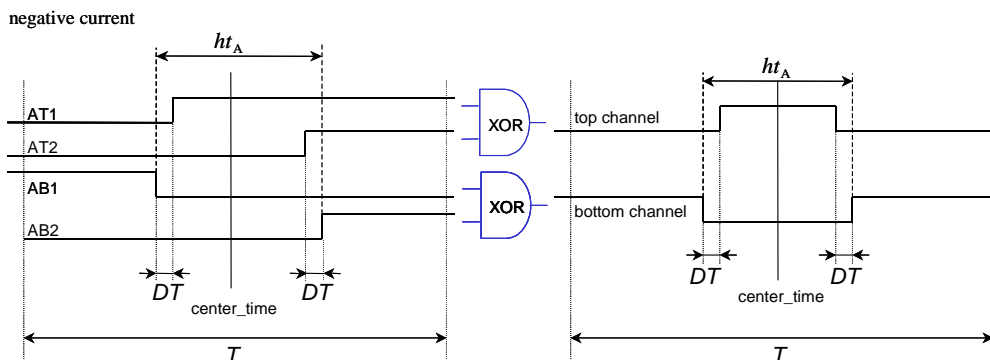 negative current
ht_A
ht_A
AT1
AT2
AB1
AB2
XOR
XOR
top channel
bottom channel
DT
DT
DT
DT
center_time
center_time
T
T